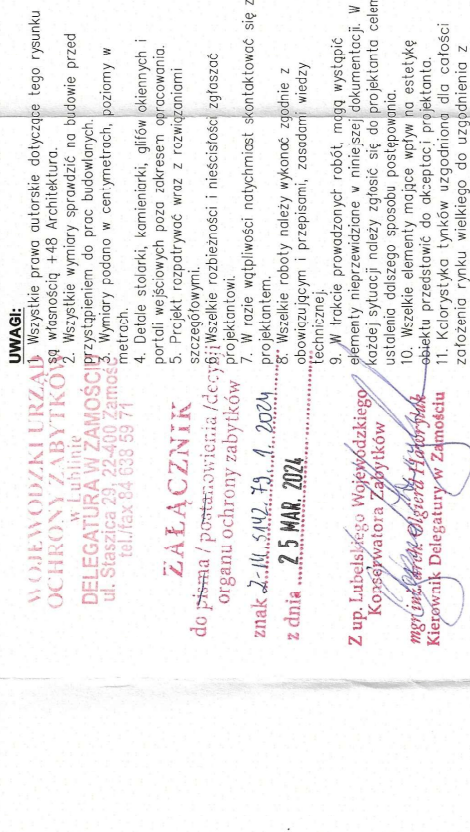 UWAGI:
1. Wszystkie prawa autorskie dotyczące tego rysunku
są własnością +48 Architektura.
2. Wszystkie wymiary sprawdzić na budowie przed
przystąpieniem do prac budowlanych.
3. Wymiary podano w centymetrach, poziomy w
metrach.
4. Detale stolarki, kamieniarki, glifów okiennych i
portali wejściowych poza zakresem opracowania.
5. Projekt rozpatrywać wraz z rozwiązaniami
szczegółowymi.
6. Wszelkie rozbieżności i nieścisłości zgłaszać
projektantowi.
7. W razie wątpliwości natychmiast skontaktować się z
projektantem.
8. Wszelkie roboty należy wykonać zgodnie z
obowiązującym i przepisami, zasadami wiedzy
technicznej.
9. W trakcie prowadzonych robót, mogą wystąpić
elementy nieprzewidziane w niniejszej dokumentacji. W
każdej sytuacji należy zgłosić się do projektanta celem
ustalenia dalszego sposobu postępowania.
10. Wszelkie elementy mające wpływ na estetykę
obiektu przedstawić do akceptacji projektanta.
11. Kolorystyka tynków uzgodniona dla całości
założenia rynku wielkiego do uzgodnienia z
WOJEWÓDZKI URZĄD
OCHRONY ZABYTKÓW
w Lublinie
DELEGATURA W ZAMOŚCIU
ul. Staszica 29, 22-400 Zamość
tel./fax 84 638 59 71
ZAŁĄCZNIK
do pisma / postanowienia / decyzji
organu ochrony zabytków
znak 5142.79.1.2024
z dnia 25 MAR. 2024
Z up. Lubelskiego Wojewódzkiego
Konserwatora Zabytków
mgr inż.
Kierownik Delegatury w Zamościu